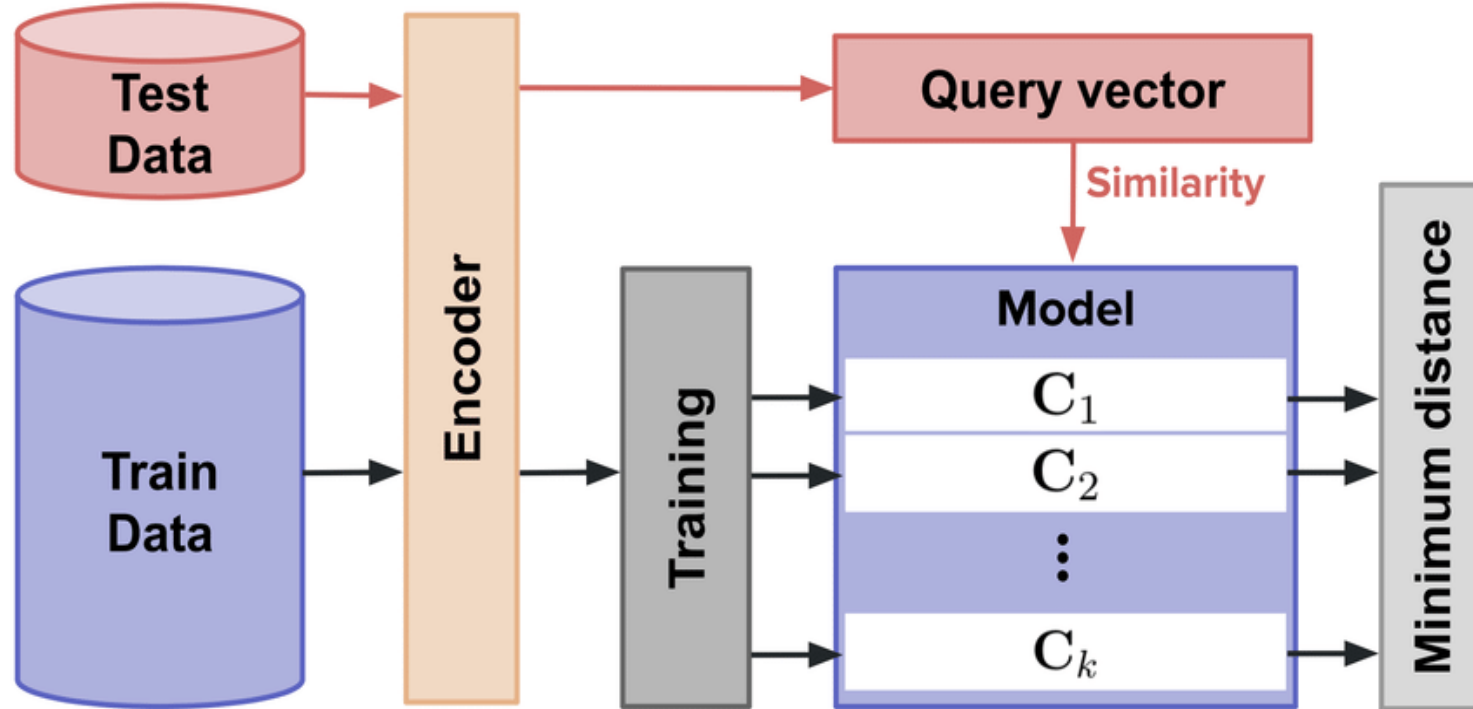 Test
Data
Query vector
Similarity
Encoder
Model
Minimum distance
Train
Data
Training
C₁
C₂
⋮
Cₖ